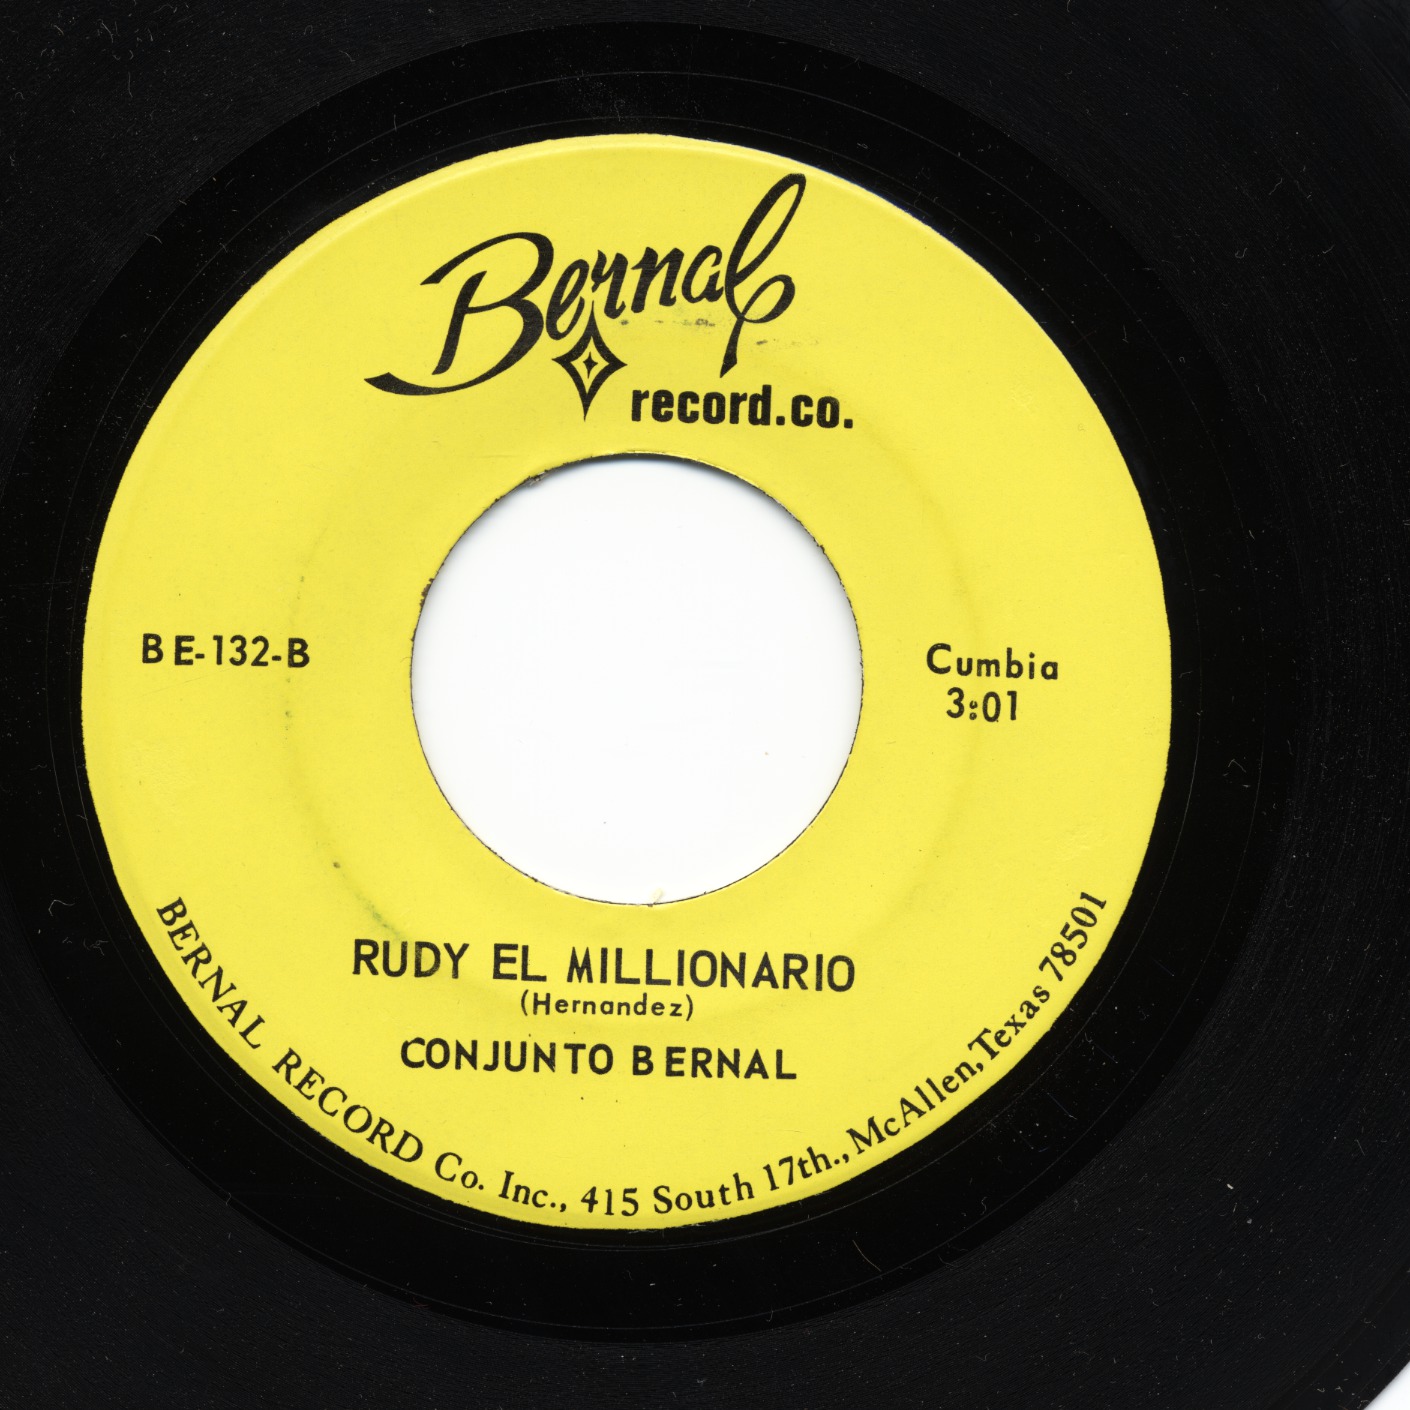 Bernal
record.co.
BE-132-B
Cumbia
3:01
RUDY EL MILLIONARIO
(Hernandez)
CONJUNTO BERNAL
BERNAL RECORD Co. Inc., 415 South 17th., McAllen, Texas 78501